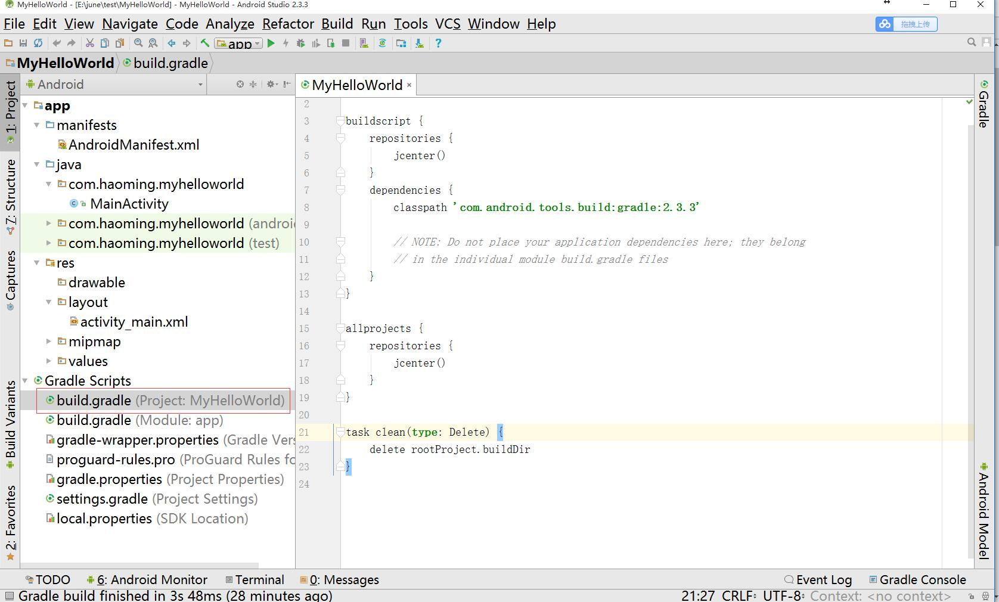 MyHelloWorld - [E:\june\test\MyHelloWorld] - MyHelloWorld - Android Studio 2.3.3
File Edit View Navigate Code Analyze Refactor Build Run Tools VCS Window Help
拖拽上传
app
MyHelloWorld build.gradle
1: Project
7: Structure
Captures
Build Variants
2: Favorites
Android
app
manifests
AndroidManifest.xml
java
com.haoming.myhelloworld
MainActivity
com.haoming.myhelloworld (androi
com.haoming.myhelloworld (test)
res
drawable
layout
activity_main.xml
mipmap
values
Gradle Scripts
build.gradle (Project: MyHelloWorld)
build.gradle (Module: app)
gradle-wrapper.properties (Gradle Vers
proguard-rules.pro (ProGuard Rules fo
gradle.properties (Project Properties)
settings.gradle (Project Settings)
local.properties (SDK Location)
MyHelloWorld
2
3 buildscript {
4 repositories {
5 jcenter()
6 }
7 dependencies {
8 classpath 'com.android.tools.build:gradle:2.3.3'
9
10 // NOTE: Do not place your application dependencies here; they belong
11 // in the individual module build.gradle files
12 }
13 }
14
15 allprojects {
16 repositories {
17 jcenter()
18 }
19 }
20
21 task clean(type: Delete) {
22 delete rootProject.buildDir
23 }
24
Gradle
Android Model
TODO 6: Android Monitor Terminal 0: Messages Event Log Gradle Console
Gradle build finished in 3s 48ms (28 minutes ago) 21:27 CRLF UTF-8 Context: <no context>